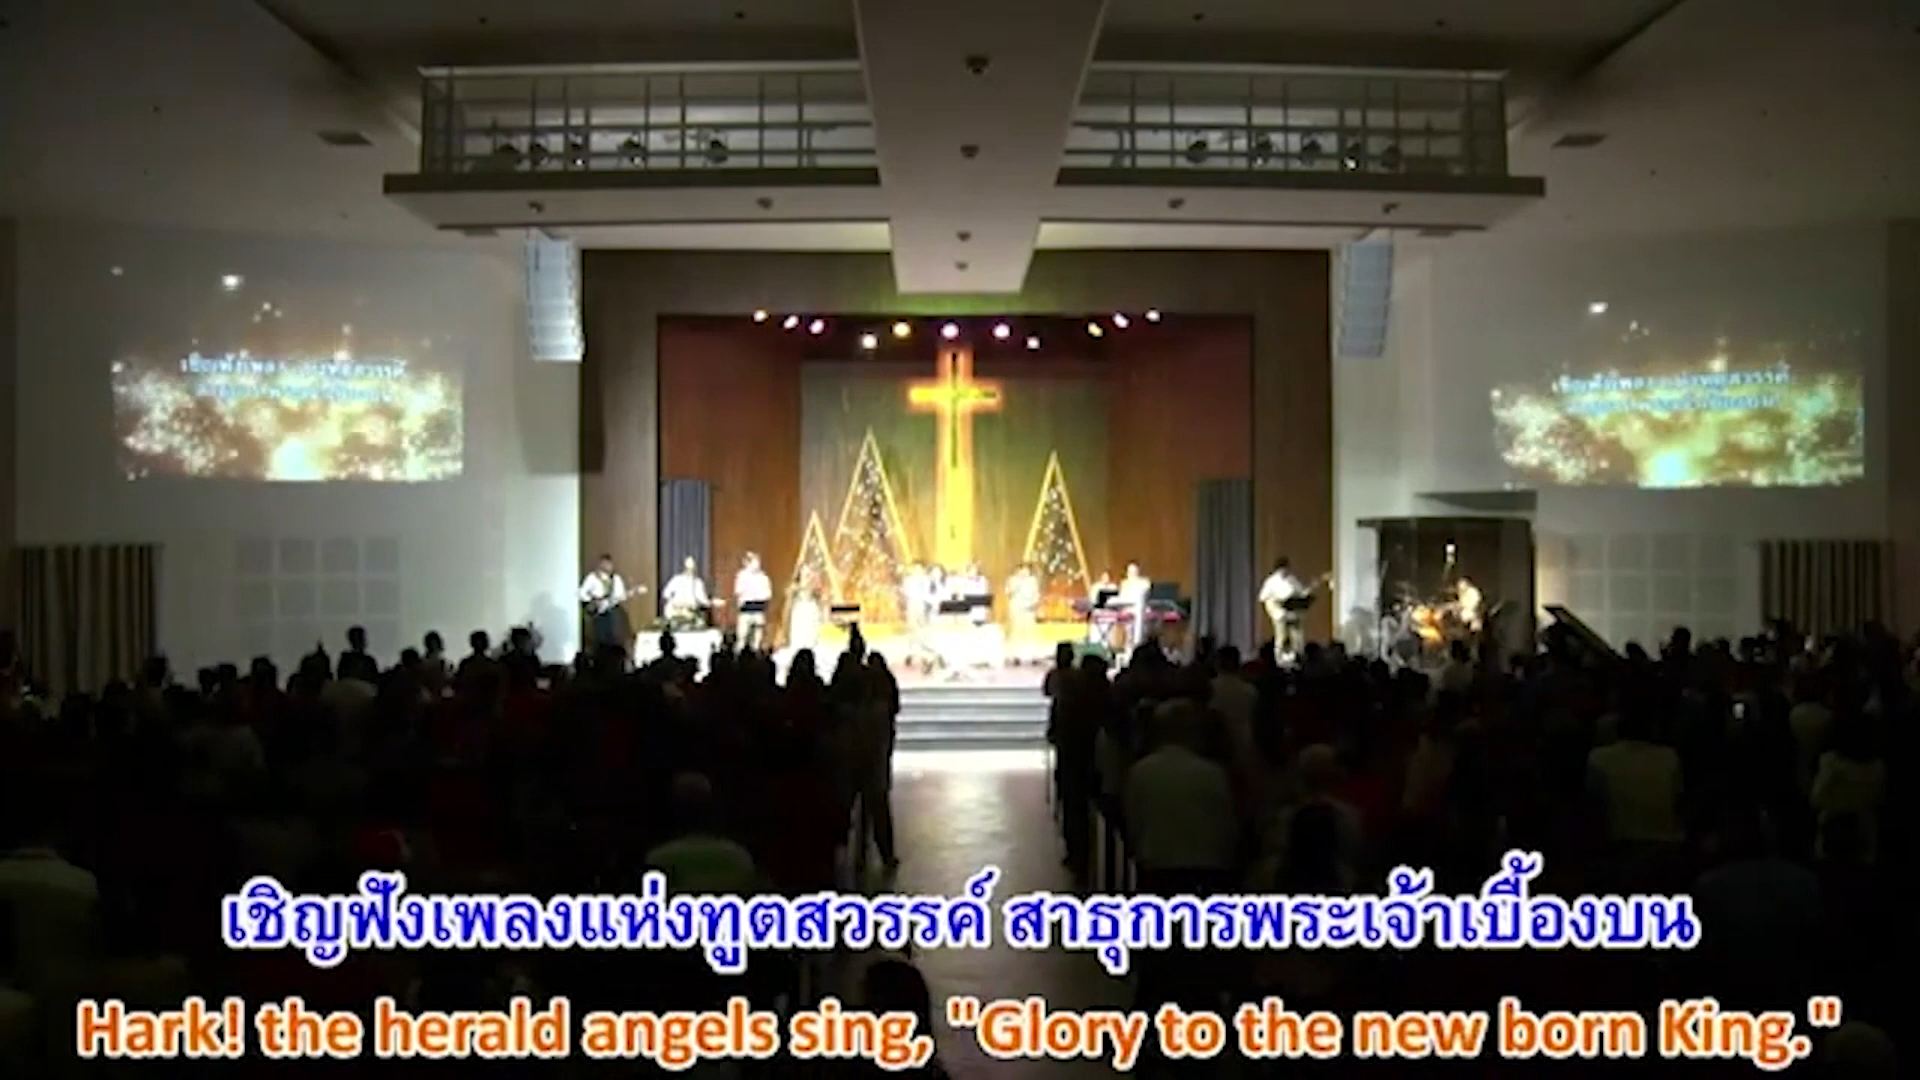 เชิญฟังเพลงแห่งทูตสวรรค์ สาธุการพระเจ้าเบื้องบน
Hark! the herald angels sing, "Glory to the new born King."